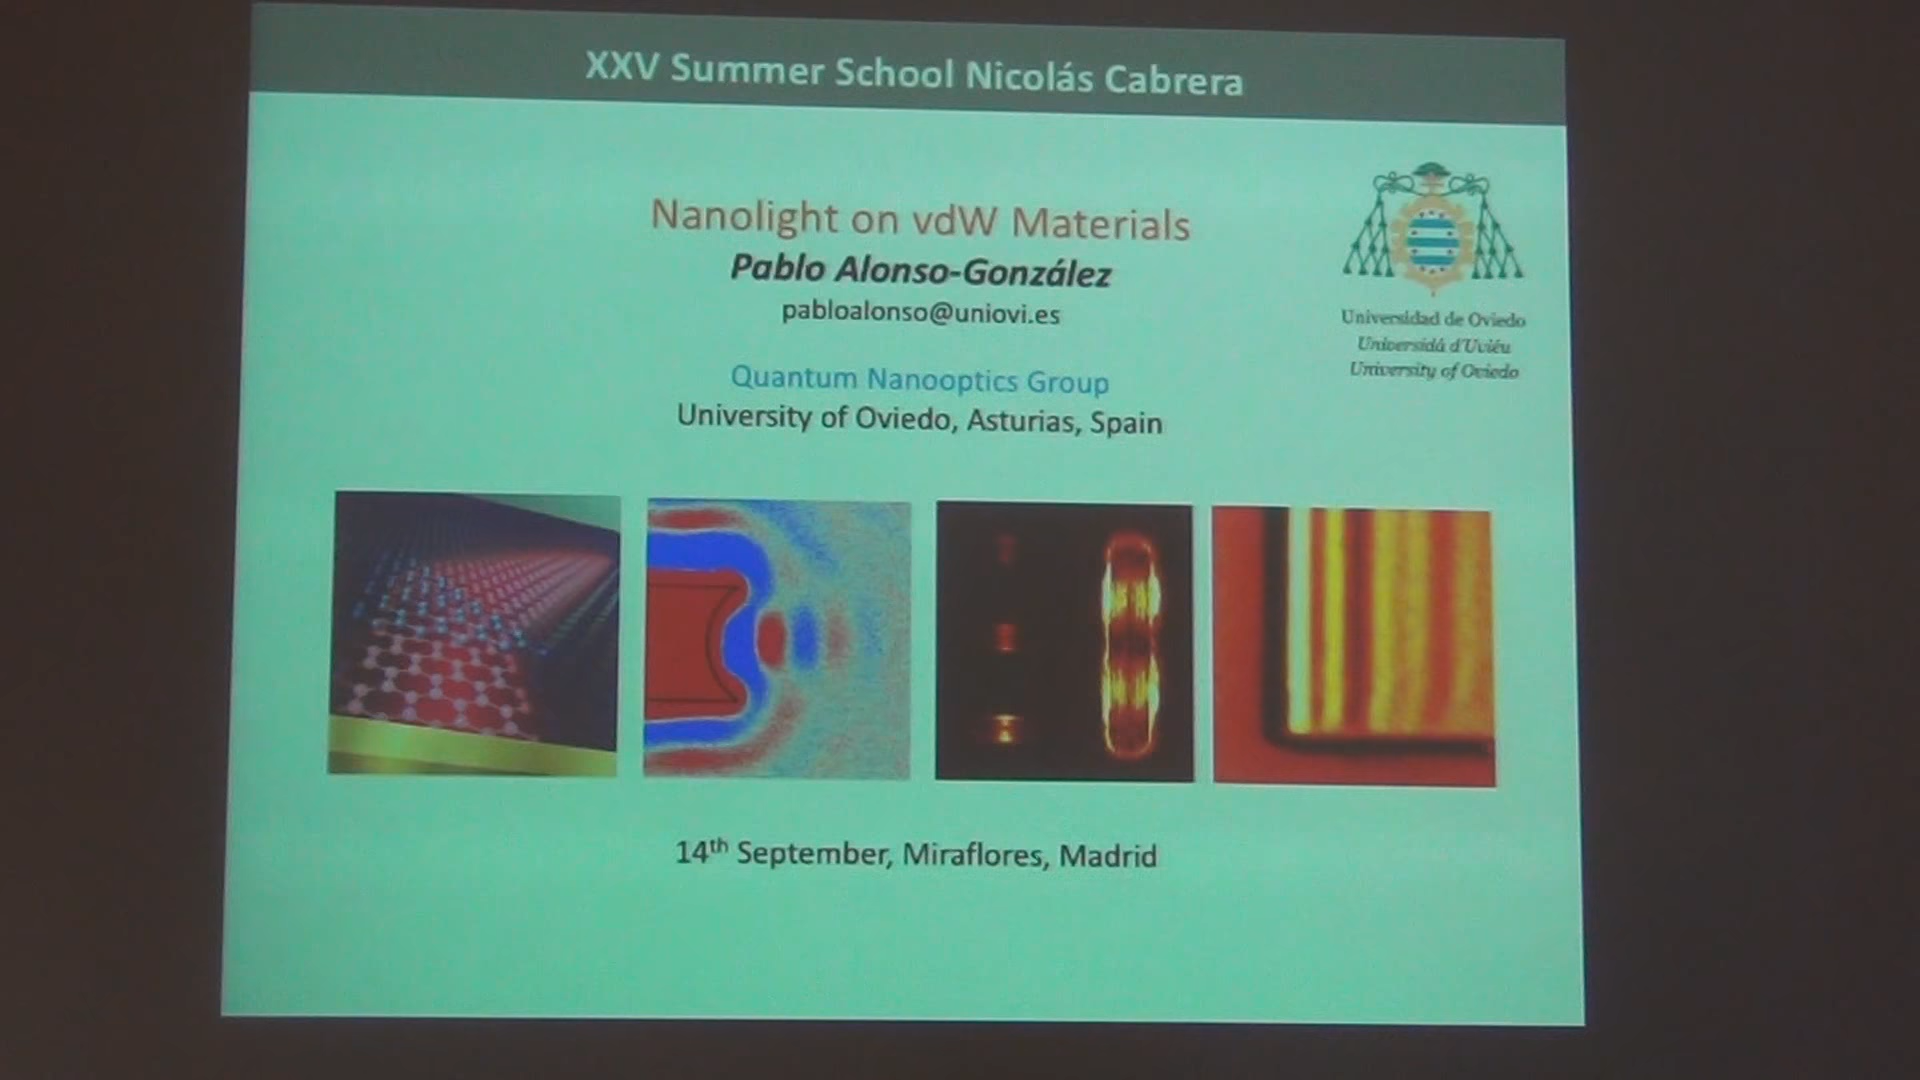 XXV Summer School Nicolás Cabrera
Nanolight on vdW Materials
Pablo Alonso-González
pabloalonso@uniovi.es
Quantum Nanooptics Group
University of Oviedo, Asturias, Spain
Universidad de Oviedo
Universidá d'Uviéu
University of Oviedo
14th September, Miraflores, Madrid